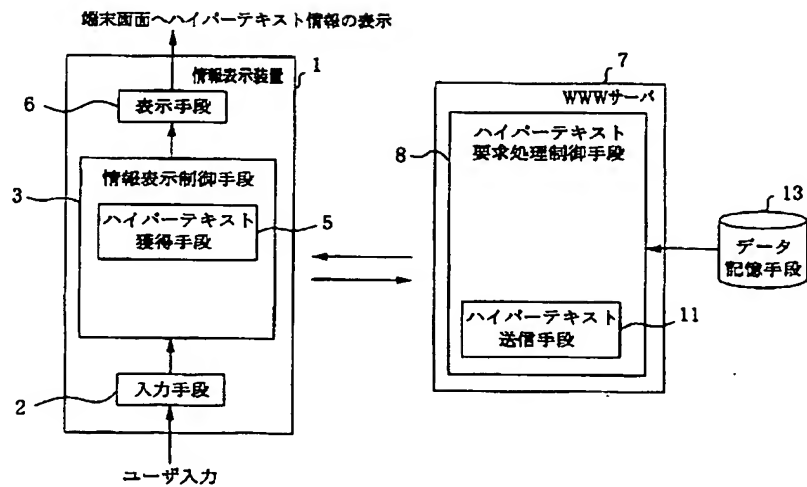 端末画面へハイパーテキスト情報の表示
情報表示装置
1
6
表示手段
3
情報表示制御手段
ハイパーテキスト
獲得手段
5
2
入力手段
ユーザ入力
7
WWWサーバ
8
ハイパーテキスト
要求処理制御手段
ハイパーテキスト
送信手段
11
13
データ
記憶手段